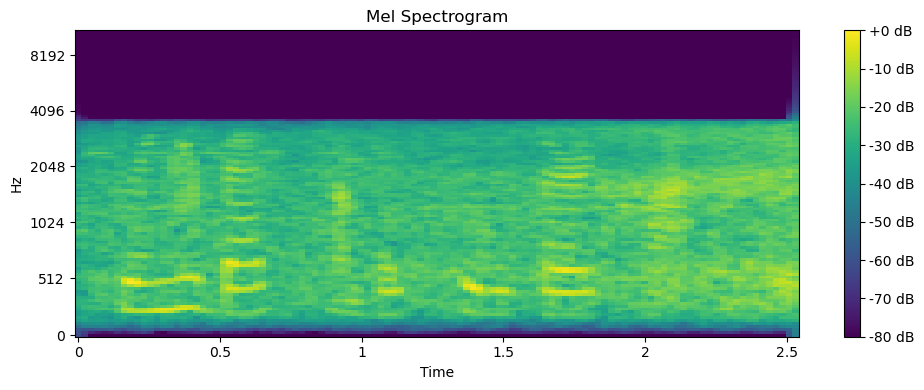 Mel Spectrogram
8192
4096
2048
1024
512
0
Hz
0
0.5
1
1.5
2
2.5
Time
+0 dB
-10 dB
-20 dB
-30 dB
-40 dB
-50 dB
-60 dB
-70 dB
-80 dB